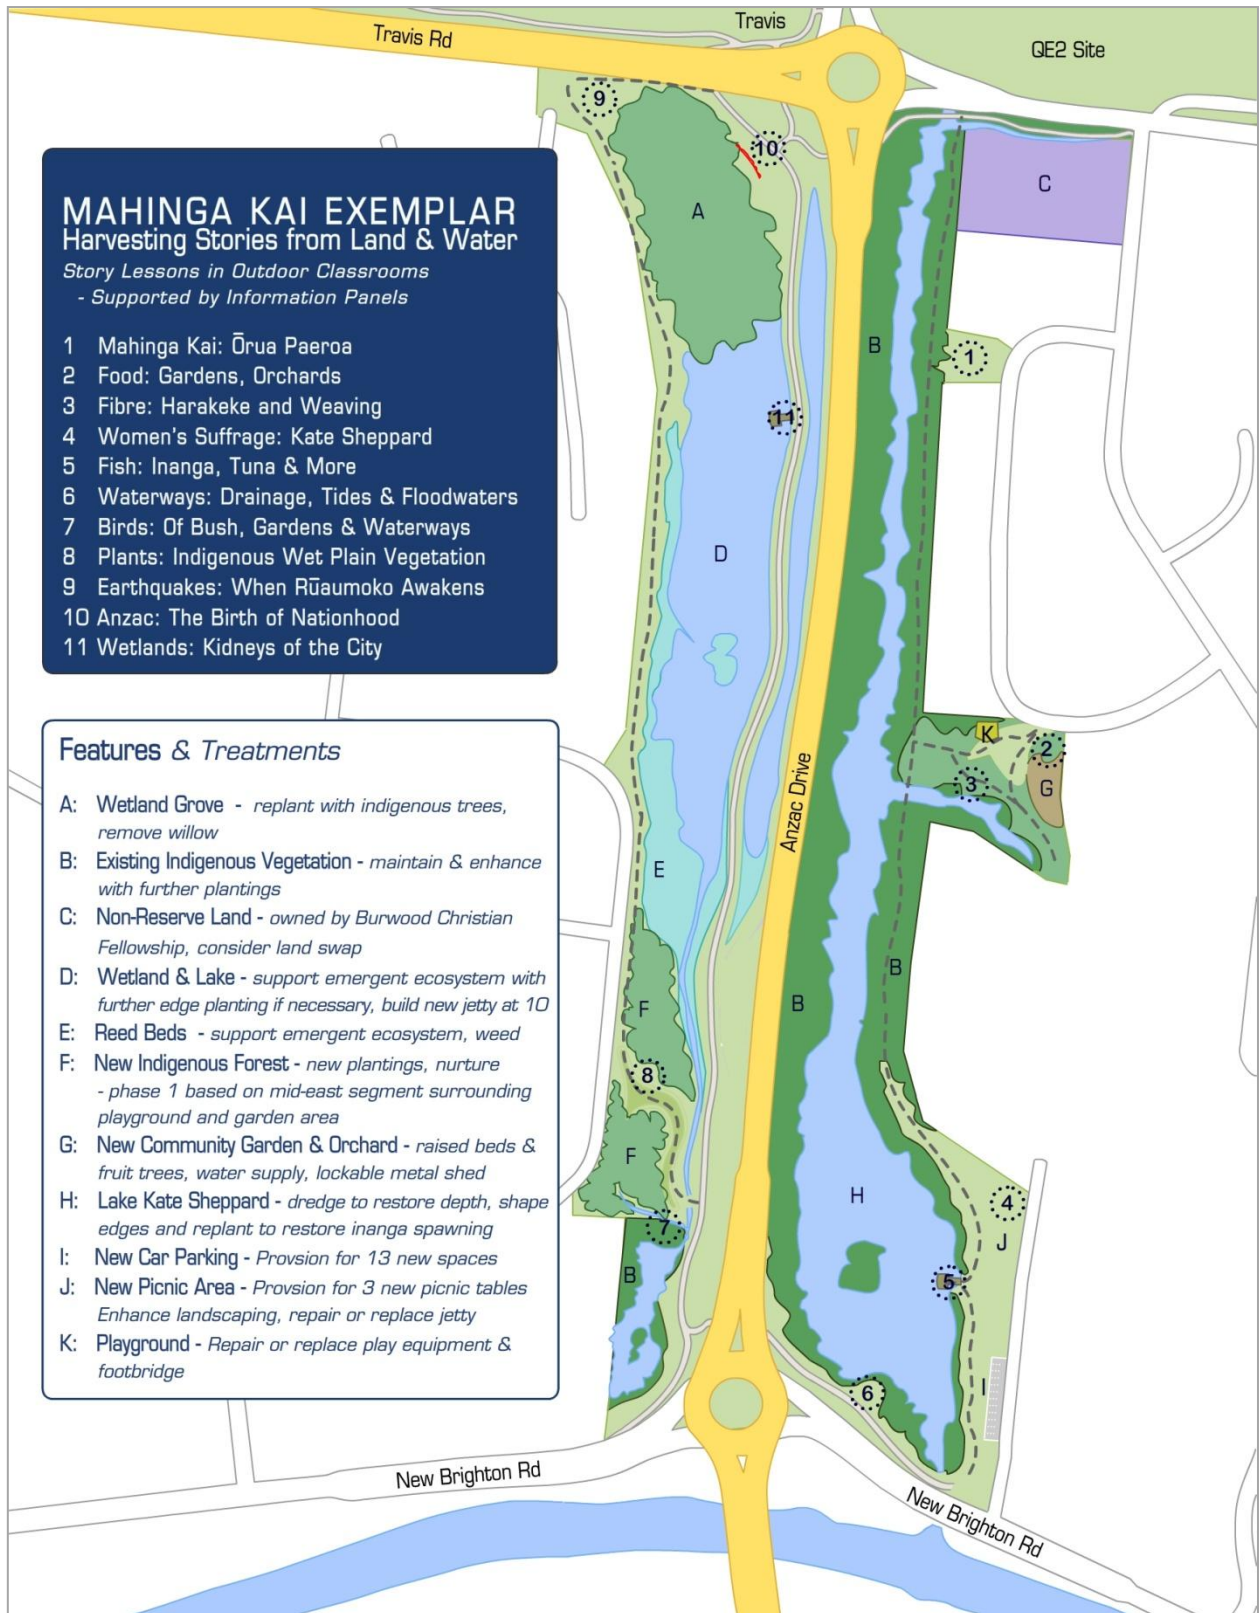 Travis Rd
Travis
QE2 Site
MAHINGA KAI EXEMPLAR
Harvesting Stories from Land & Water
Story Lessons in Outdoor Classrooms
- Supported by Information Panels
1 Mahinga Kai: Ōrua Paeroa
2 Food: Gardens, Orchards
3 Fibre: Harakeke and Weaving
4 Women's Suffrage: Kate Sheppard
5 Fish: Inanga, Tuna & More
6 Waterways: Drainage, Tides & Floodwaters
7 Birds: Of Bush, Gardens & Waterways
8 Plants: Indigenous Wet Plain Vegetation
9 Earthquakes: When Rūaumoko Awakens
10 Anzac: The Birth of Nationhood
11 Wetlands: Kidneys of the City
Features & Treatments
A: Wetland Grove - replant with indigenous trees,
remove willow
B: Existing Indigenous Vegetation - maintain & enhance
with further plantings
C: Non-Reserve Land - owned by Burwood Christian
Fellowship, consider land swap
D: Wetland & Lake - support emergent ecosystem with
further edge planting if necessary, build new jetty at 10
E: Reed Beds - support emergent ecosystem, weed
F: New Indigenous Forest - new plantings, nurture
- phase 1 based on mid-east segment surrounding
playground and garden area
G: New Community Garden & Orchard - raised beds &
fruit trees, water supply, lockable metal shed
H: Lake Kate Sheppard - dredge to restore depth, shape
edges and replant to restore inanga spawning
I: New Car Parking - Provsion for 13 new spaces
J: New Picnic Area - Provsion for 3 new picnic tables
Enhance landscaping, repair or replace jetty
K: Playground - Repair or replace play equipment &
footbridge
9
10
A
C
B
1
11
D
K
2
3
G
Anzac Drive
E
B
B
F
8
F
7
B
H
4
J
5
6
I
New Brighton Rd
New Brighton Rd